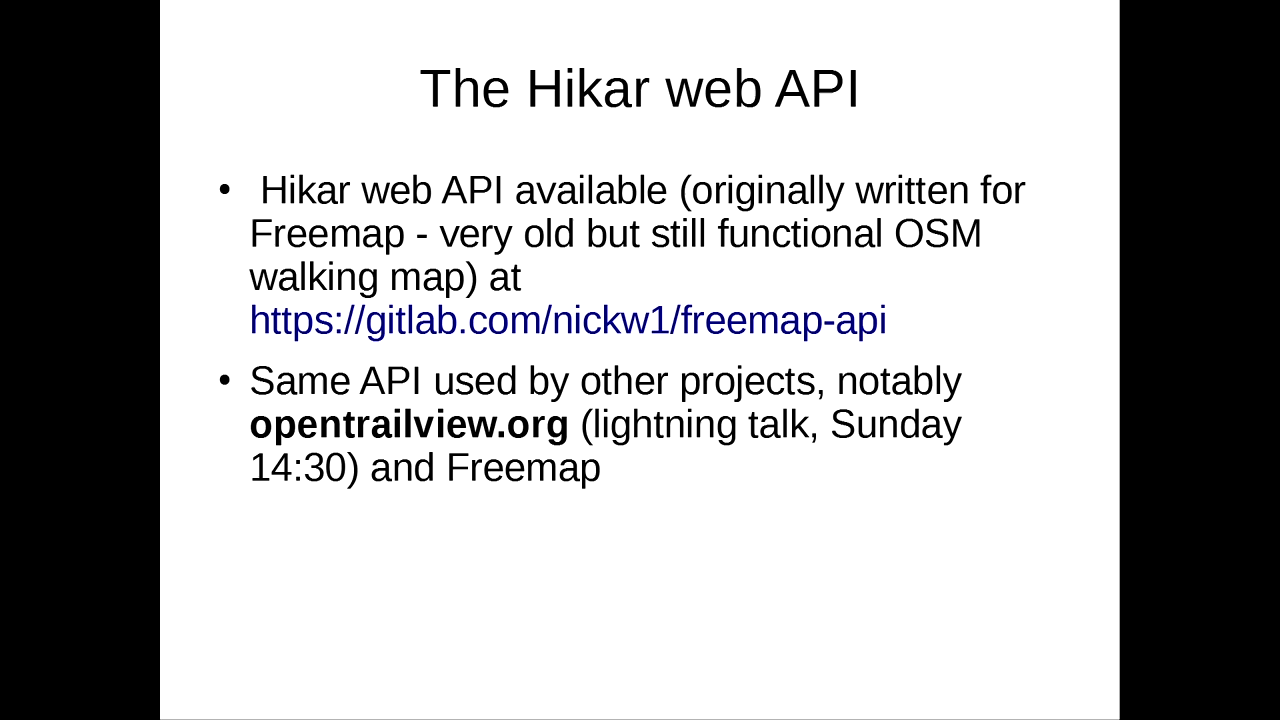 The Hikar web API
• Hikar web API available (originally written for
Freemap - very old but still functional OSM
walking map) at
https://gitlab.com/nickw1/freemap-api
• Same API used by other projects, notably
opentrailview.org (lightning talk, Sunday
14:30) and Freemap